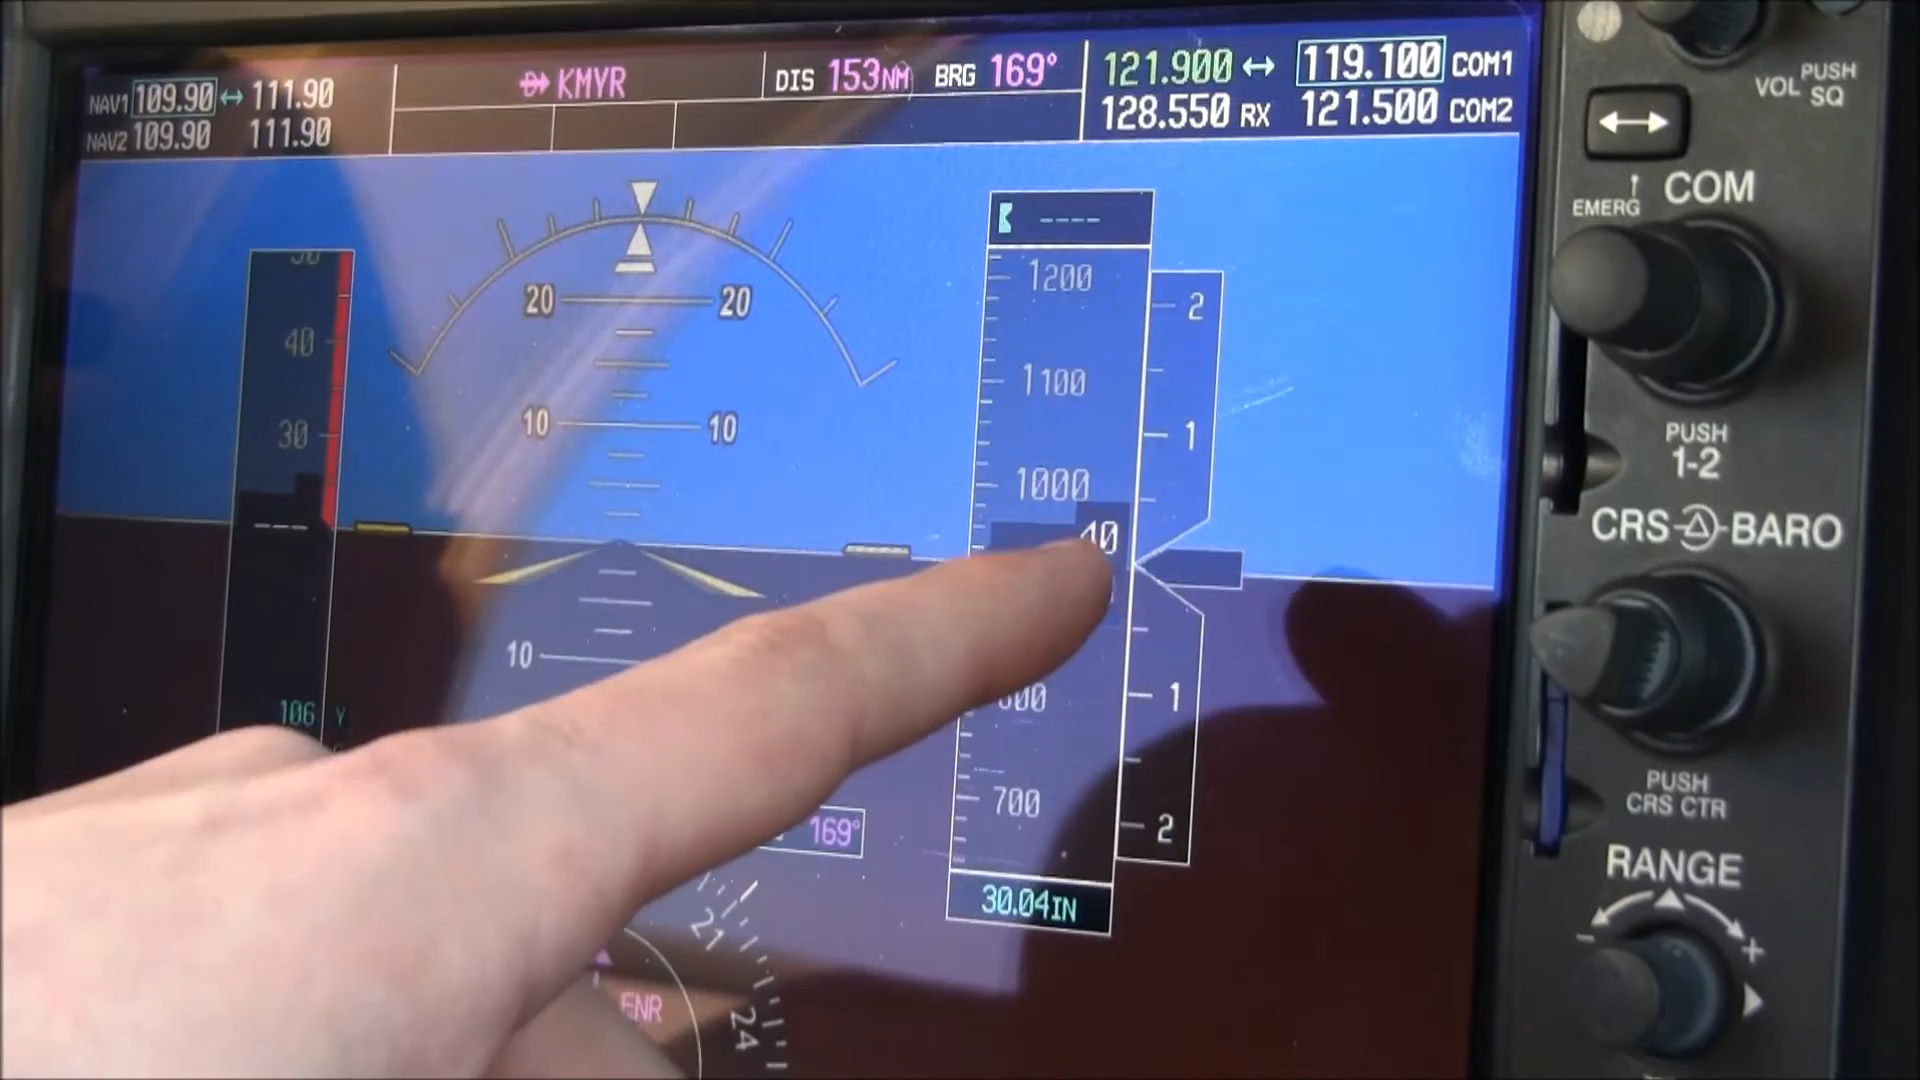 NAV1 109.90 ↔ 111.90
NAV2 109.90 111.90
KMYR
DIS 153NM BRG 169°
121.900 ↔ 119.100 COM1
128.550 RX 121.500 COM2
VOL PUSH SQ
EMERG
COM
PUSH
1-2
CRS BARO
PUSH
CRS CTR
RANGE
- +
40
30
---
106 Y
20 20
10 10
10
----
1200
1100
1000
40
700
30.04IN
2
1
1
2
169°
21
24
ENR